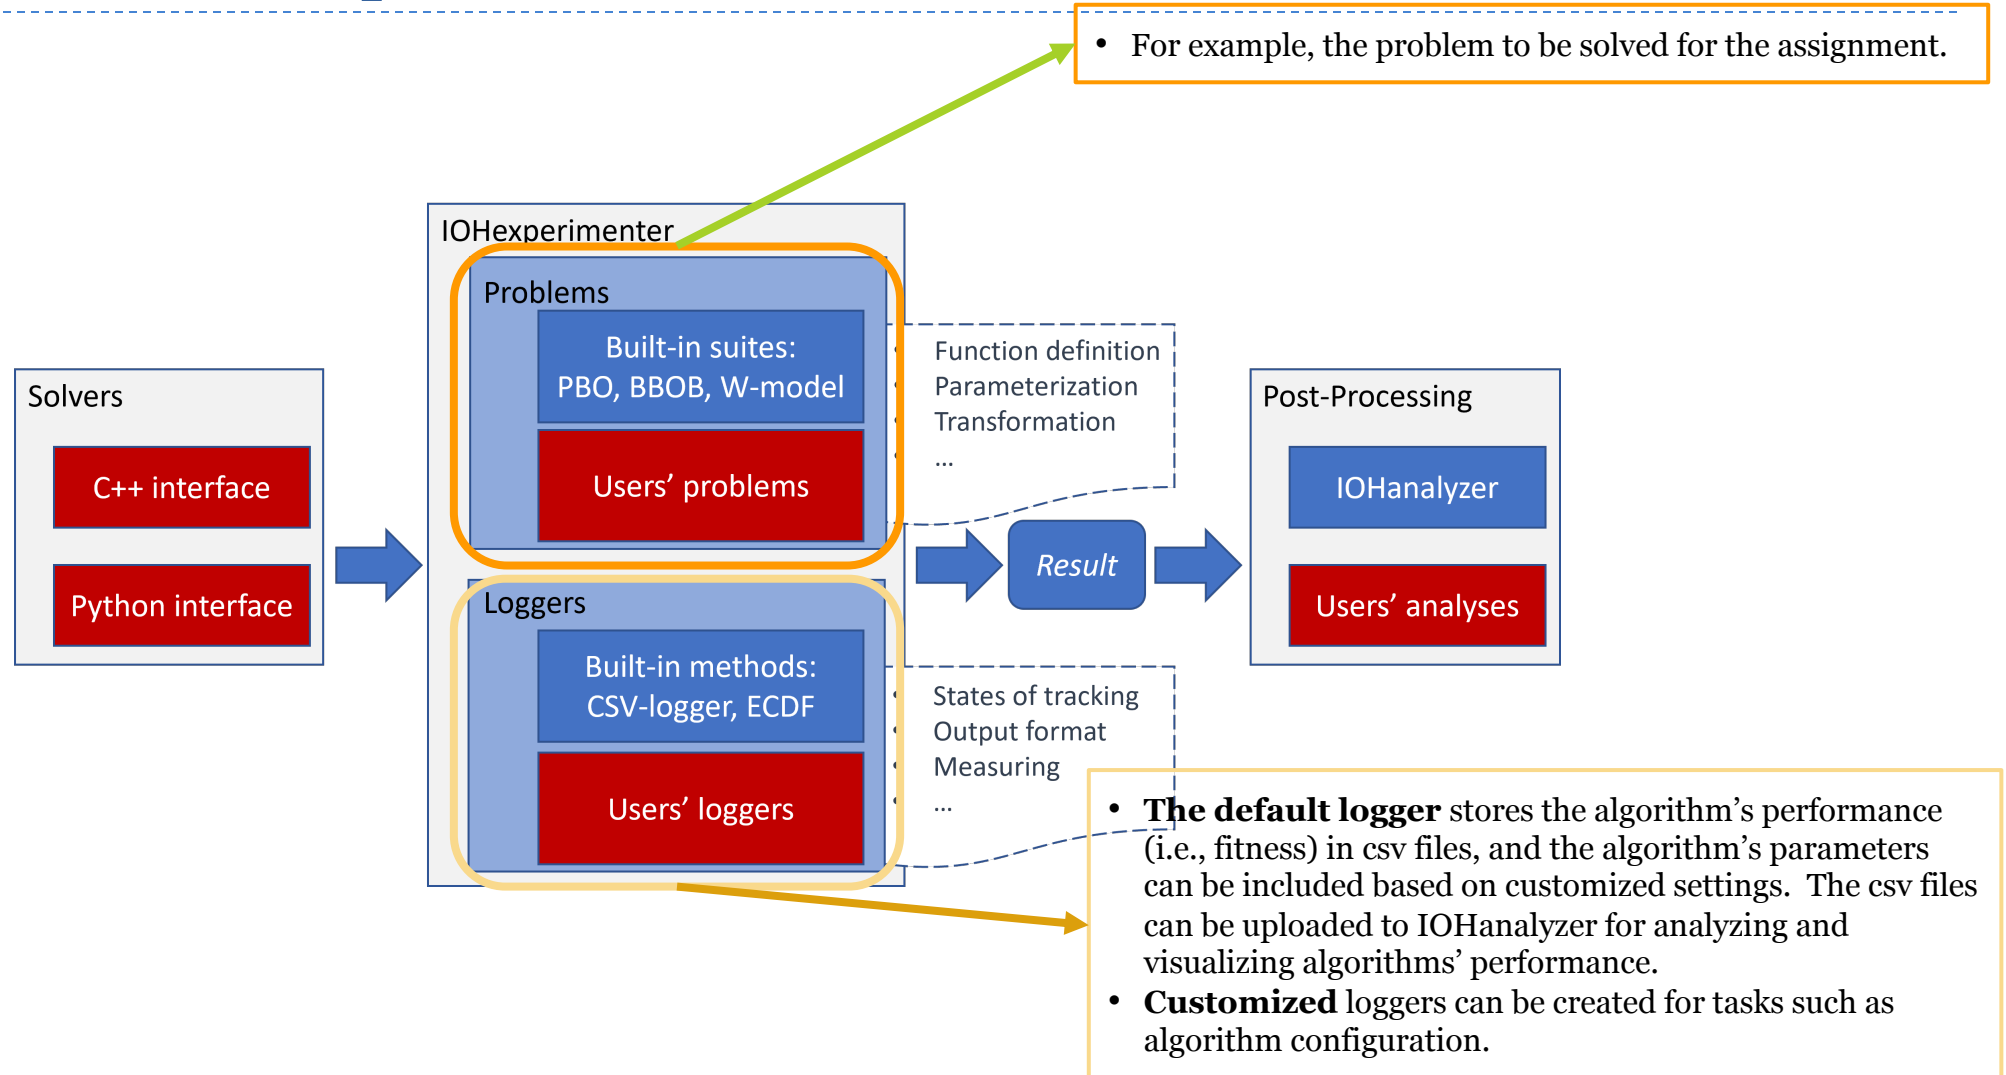 • For example, the problem to be solved for the assignment.
IOHexperimenter
Problems
Built-in suites:
PBO, BBOB, W-model
Users’ problems
Function definition
Parameterization
Transformation
...
Solvers
C++ interface
Python interface
Result
Post-Processing
IOHanalyzer
Users’ analyses
Loggers
Built-in methods:
CSV-logger, ECDF
Users’ loggers
States of tracking
Output format
Measuring
...
• The default logger stores the algorithm’s performance
(i.e., fitness) in csv files, and the algorithm’s parameters
can be included based on customized settings.  The csv files
can be uploaded to IOHanalyzer for analyzing and
visualizing algorithms’ performance.
• Customized loggers can be created for tasks such as
algorithm configuration.